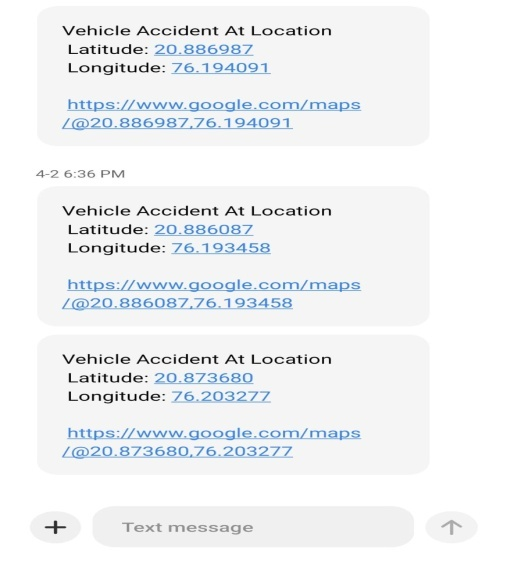 Vehicle Accident At Location
Latitude: 20.886987
Longitude: 76.194091
https://www.google.com/maps
/@20.886987,76.194091
4-2 6:36 PM
Vehicle Accident At Location
Latitude: 20.886087
Longitude: 76.193458
https://www.google.com/maps
/@20.886087,76.193458
Vehicle Accident At Location
Latitude: 20.873680
Longitude: 76.203277
https://www.google.com/maps
/@20.873680,76.203277
Text message